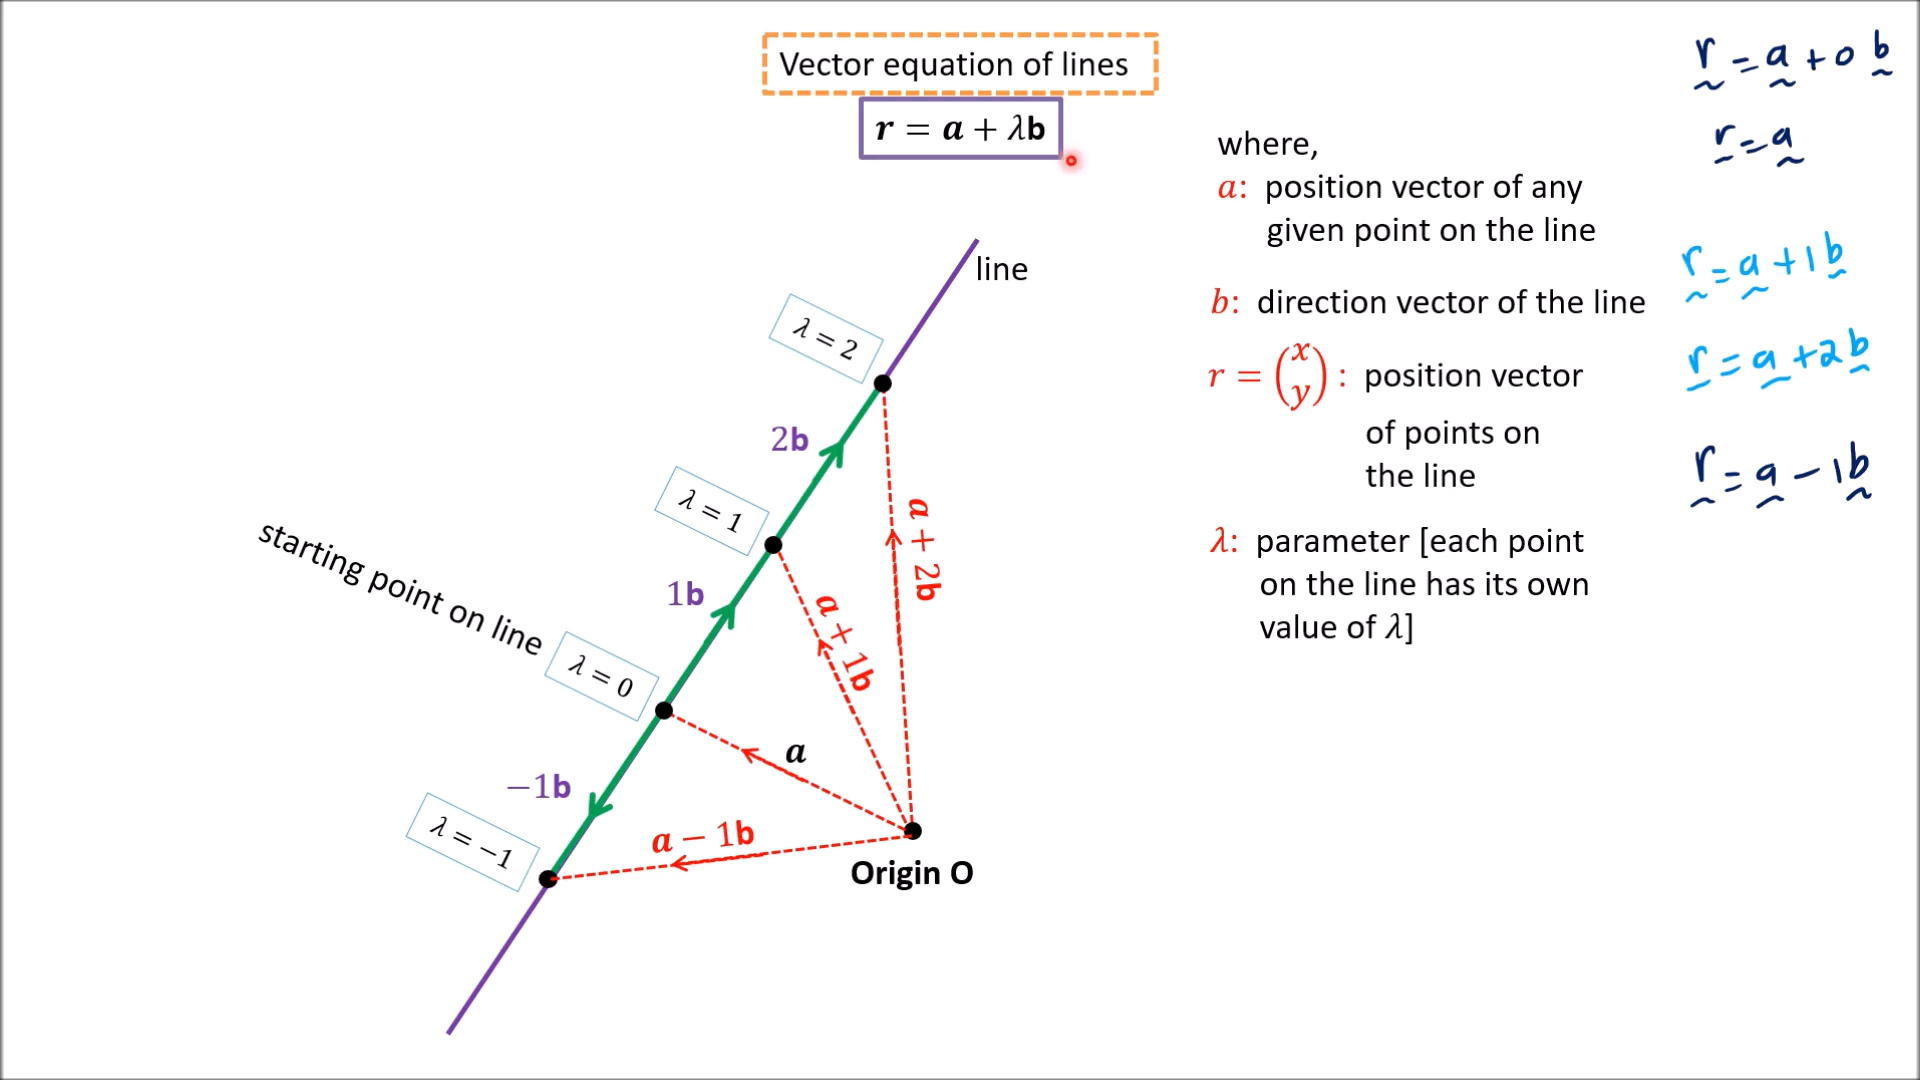 Vector equation of lines
r = a + λb
where,
a: position vector of any
given point on the line
b: direction vector of the line
r = (x y) : position vector
of points on
the line
λ: parameter [each point
on the line has its own
value of λ]
line
λ = 2
2b
λ = 1
1b
starting point on line
λ = 0
-1b
λ = -1
a + 2b
a + 1b
a
a − 1b
Origin O
r = a + 0 b
r = a
r = a + 1 b
r = a + 2 b
r = a − 1 b